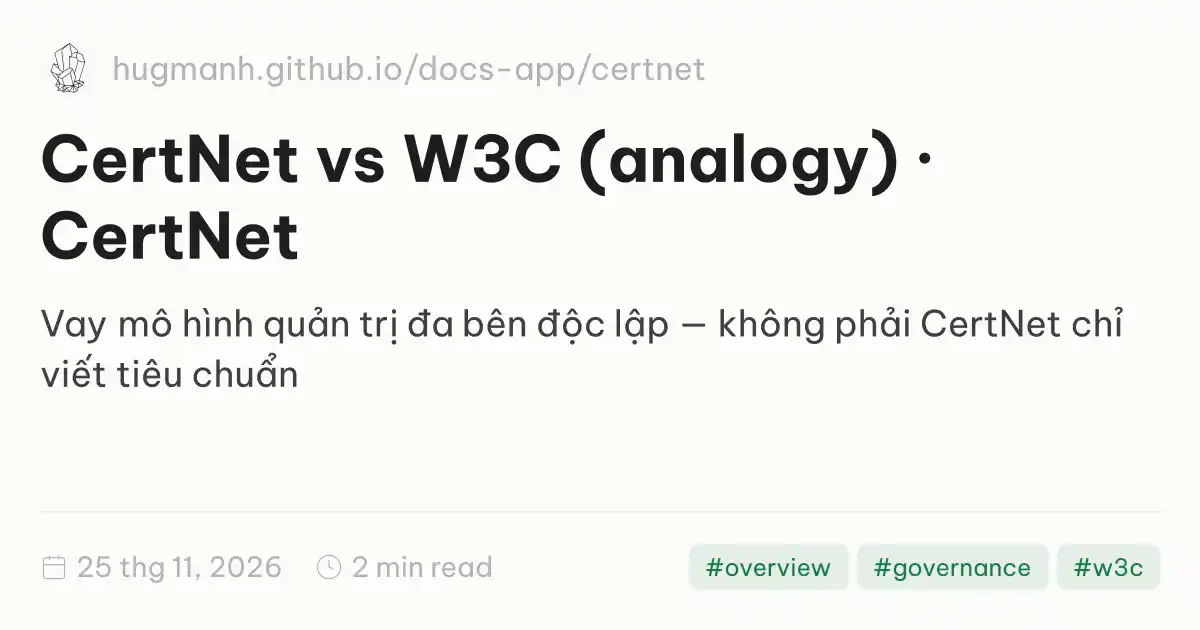 hugmanh.github.io/docs-app/certnet
CertNet vs W3C (analogy) ·
CertNet
Vay mô hình quản trị đa bên độc lập — không phải CertNet chỉ
viết tiêu chuẩn
25 thg 11, 2026
2 min read
#overview
#governance
#w3c